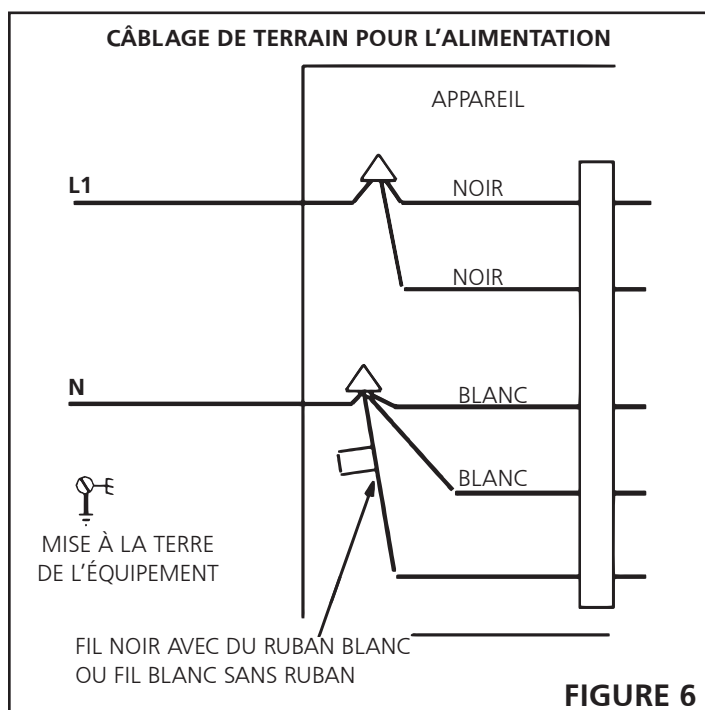 CÂBLAGE DE TERRAIN POUR L'ALIMENTATION
APPAREIL
L1
NOIR
NOIR
N
BLANC
BLANC
MISE À LA TERRE
DE L'ÉQUIPEMENT
FIL NOIR AVEC DU RUBAN BLANC
OU FIL BLANC SANS RUBAN
FIGURE 6